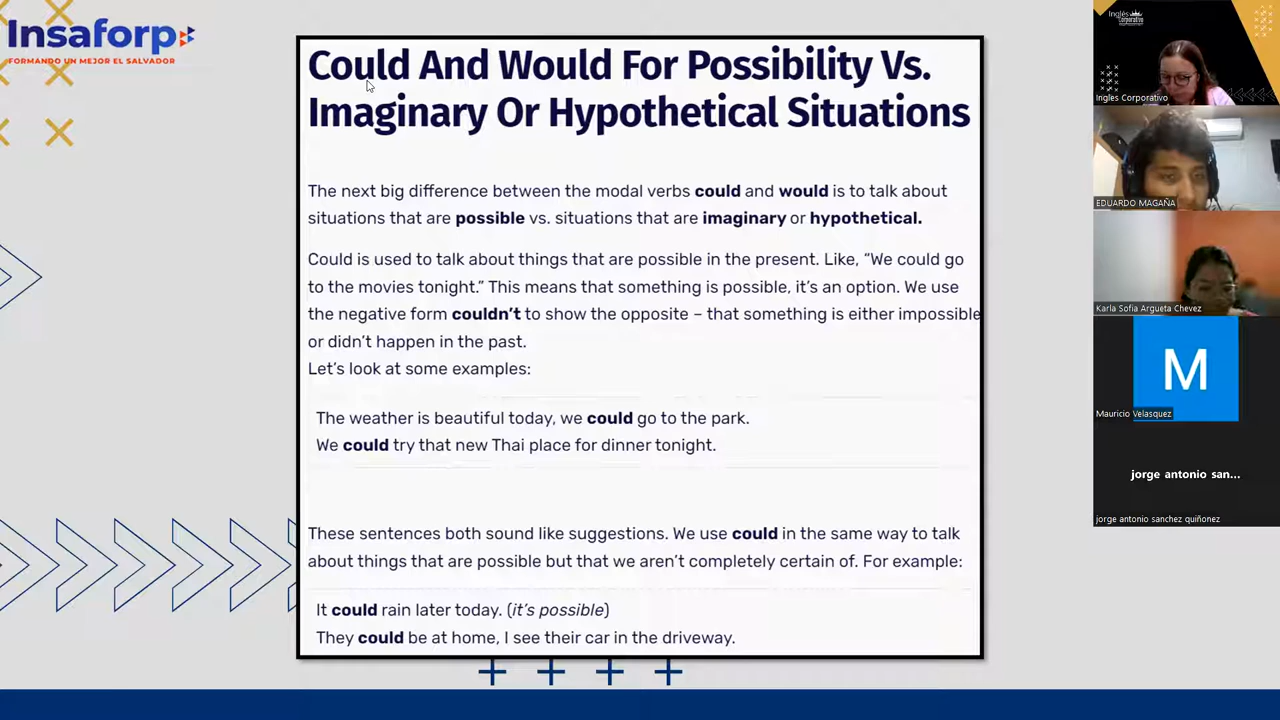 Insaforp
FORMANDO UN MEJOR EL SALVADOR
Could And Would For Possibility Vs.
Imaginary Or Hypothetical Situations
The next big difference between the modal verbs could and would is to talk about
situations that are possible vs. situations that are imaginary or hypothetical.
Could is used to talk about things that are possible in the present. Like, “We could go
to the movies tonight.” This means that something is possible, it’s an option. We use
the negative form couldn’t to show the opposite – that something is either impossible
or didn’t happen in the past.
Let’s look at some examples:
The weather is beautiful today, we could go to the park.
We could try that new Thai place for dinner tonight.
These sentences both sound like suggestions. We use could in the same way to talk
about things that are possible but that we aren’t completely certain of. For example:
It could rain later today. (it’s possible)
They could be at home, I see their car in the driveway.
Inglés
Corporativo
Ingles Corporativo
EDUARDO MAGAÑA
Karla Sofia Argueta Chevez
M
Mauricio Velasquez
jorge antonio san...
jorge antonio sanchez quiñonez